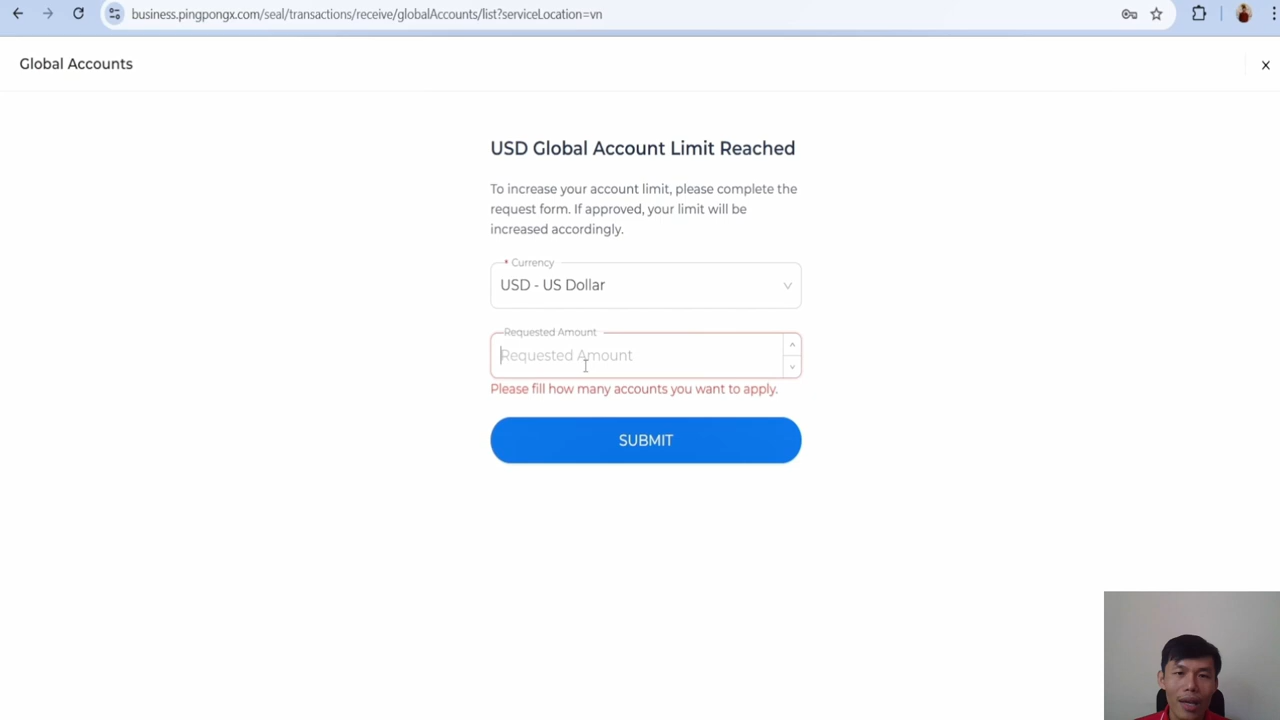 business.pingpongx.com/seal/transactions/receive/globalAccounts/list?serviceLocation=vn
Global Accounts
USD Global Account Limit Reached
To increase your account limit, please complete the
request form. If approved, your limit will be
increased accordingly.
* Currency
USD - US Dollar
Requested Amount
Requested Amount
Please fill how many accounts you want to apply.
SUBMIT